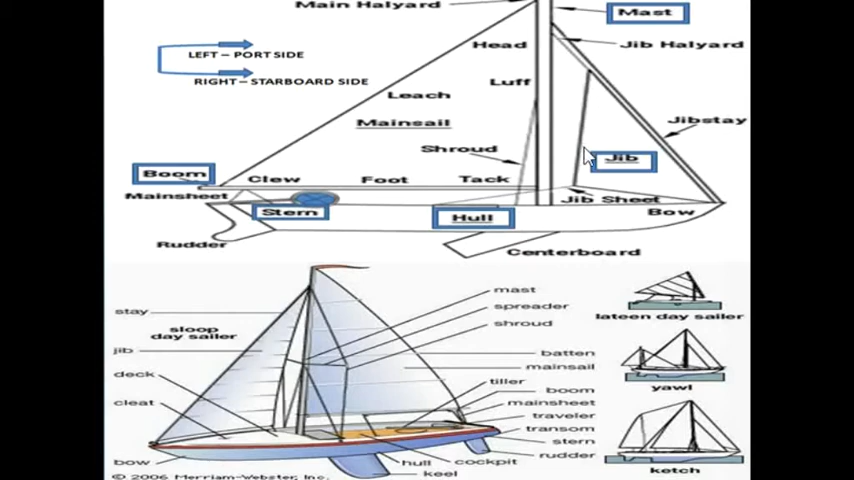 Main Halyard
Mast
Head
Jib Halyard
LEFT – PORT SIDE
RIGHT – STARBOARD SIDE
Luff
Leach
Mainsail
Jibstay
Shroud
Jib
Boom
Clew
Foot
Tack
Mainsheet
Jib Sheet
Stern
Hull
Bow
Rudder
Centerboard
mast
stay
spreader
sloop
day sailer
shroud
lateen day sailer
jib
batten
deck
mainsail
tiller
boom
yawl
cleat
mainsheet
traveler
transom
stern
rudder
bow
hull
cockpit
keel
ketch
© 2006 Merriam-Webster, Inc.